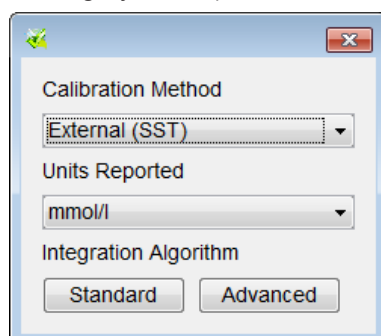 Calibration Method
External (SST)
Units Reported
mmol/l
Integration Algorithm
Standard Advanced